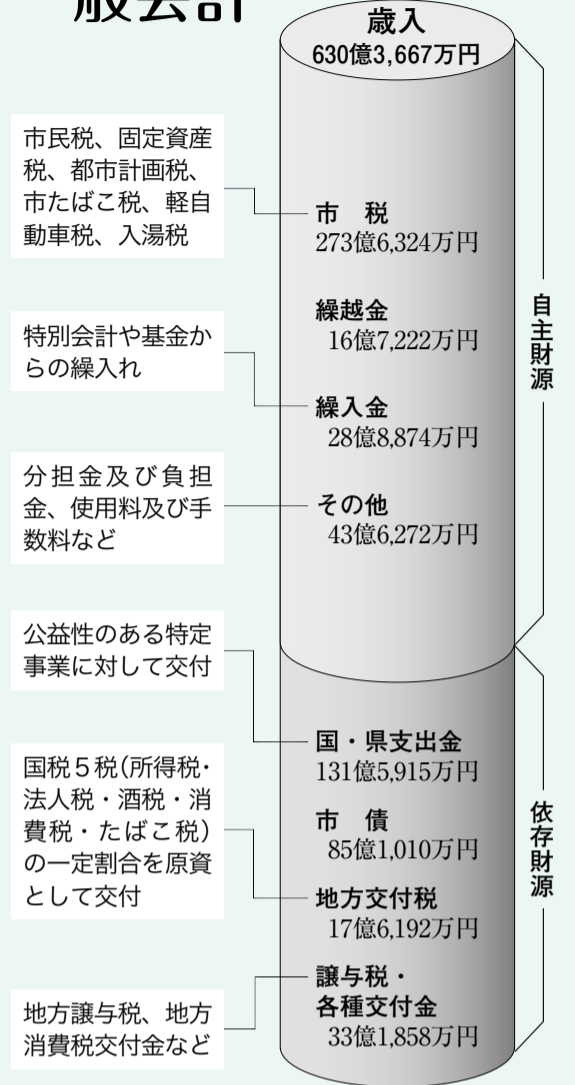 般会計
歳入
630億3,667万円
市民税、固定資産
税、都市計画税、
市たばこ税、軽自
動車税、入湯税
市　税
273億6,324万円
繰越金
16億7,222万円
特別会計や基金か
らの繰入れ
繰入金
28億8,874万円
分担金及び負担
金、使用料及び手
数料など
その他
43億6,272万円
自主財源
公益性のある特定
事業に対して交付
国・県支出金
131億5,915万円
市　債
85億1,010万円
国税５税(所得税・
法人税・酒税・消
費税・たばこ税)
の一定割合を原資
として交付
地方交付税
17億6,192万円
地方譲与税、地方
消費税交付金など
譲与税・
各種交付金
33億1,858万円
依存財源